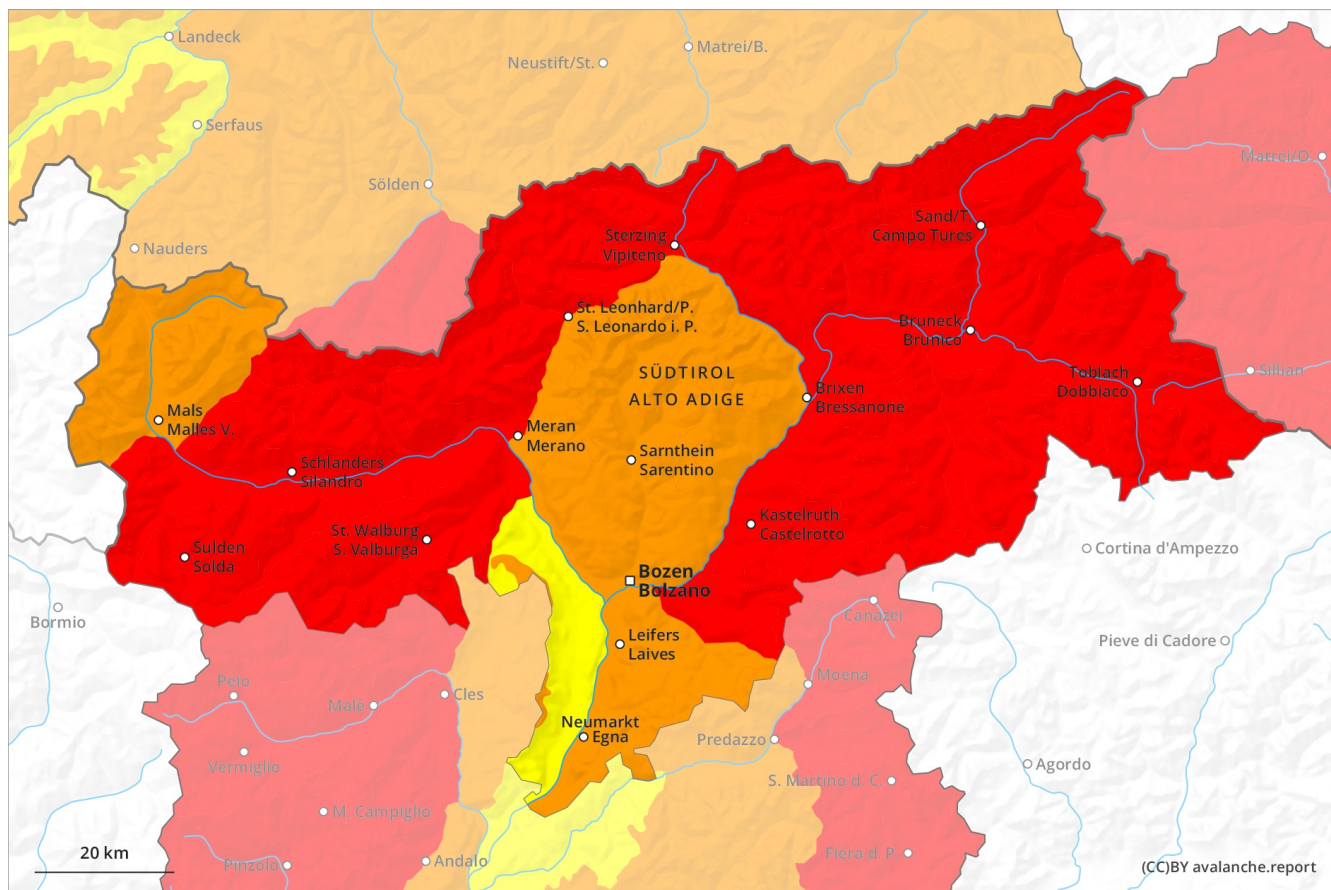 Landeck
Matrei/B.
Neustift/St.
Serfaus
Matrei/O.
Sölden
Sand/T.
Campo Tures
Nauders
Sterzing
Vipiteno
St. Leonhard/P.
S. Leonardo i. P.
Bruneck
Brunico
SÜDTIROL
ALTO ADIGE
Toblach
Dobbiaco
Sillian
Brixen
Bressanone
Mals
Malles V.
Meran
Merano
Sarnthein
Sarentino
Schlanders
Silandro
Kastelruth
Castelrotto
St. Walburg
S. Valburga
Sulden
Solda
Cortina d'Ampezzo
Bozen
Bolzano
Bormio
Canazei
Leifers
Laives
Pieve di Cadore
Peio
Malè
Cles
Moena
Neumarkt
Egna
Predazzo
Vermiglio
Agordo
S. Martino d. C.
M. Campiglio
20 km
Pinzolo
Andalo
Fiera d. P.
(CC)BY avalanche.report